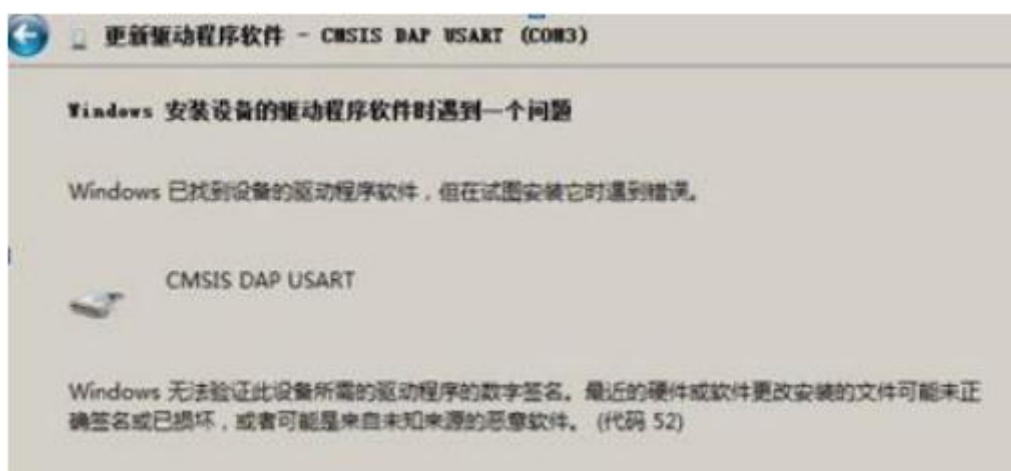 更新驱动程序软件 - CMSIS DAP USART (COM3)
Windows 安装设备的驱动程序软件时遇到一个问题
Windows 已找到设备的驱动程序软件，但在试图安装它时遇到错误。
CMSIS DAP USART
Windows 无法验证此设备所需的驱动程序的数字签名。最近的硬件或软件更改安装的文件可能未正
确签名或已损坏，或者可能是来自未知来源的恶意软件。 (代码 52)